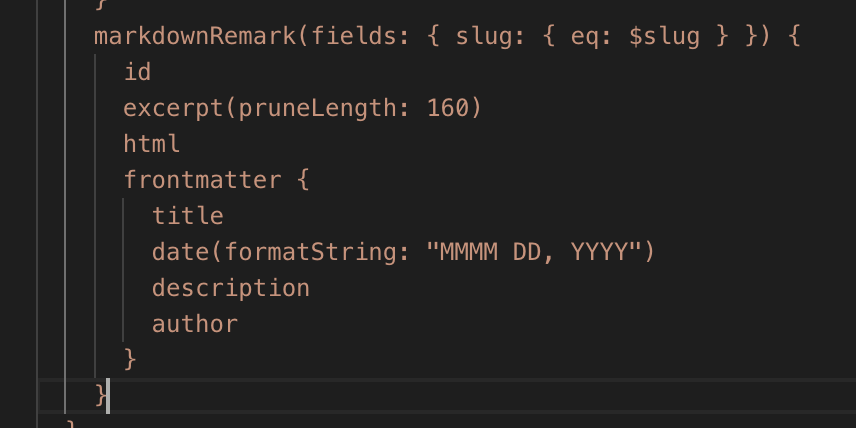 }
markdownRemark(fields: { slug: { eq: $slug } }) {
id
excerpt(pruneLength: 160)
html
frontmatter {
title
date(formatString: "MMMM DD, YYYY")
description
author
}
}
}